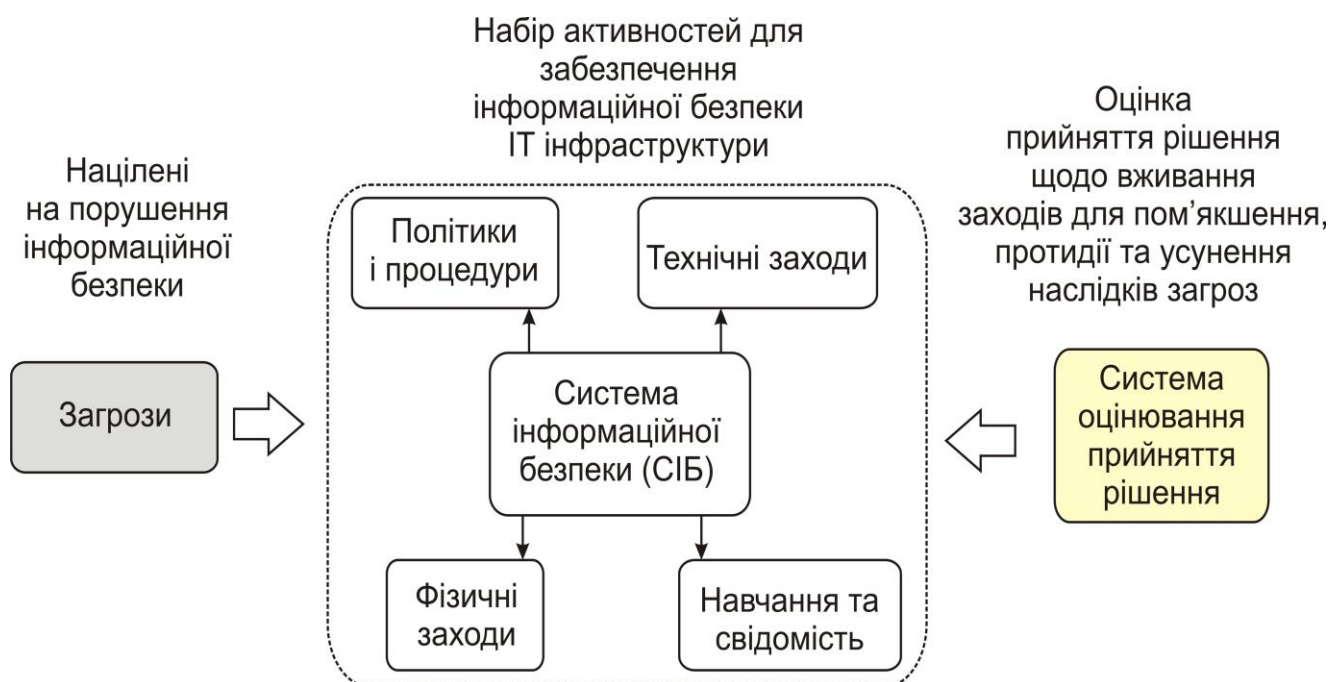 Набір активностей для
забезпечення
інформаційної безпеки
ІТ інфраструктури
Націлені
на порушення
інформаційної
безпеки
Оцінка
прийняття рішення
щодо вживання
заходів для пом’якшення,
протидії та усунення
наслідків загроз
Політики
і процедури
Технічні заходи
Загрози
Система
інформаційної
безпеки (СІБ)
Система
оцінювання
прийняття
рішення
Фізичні
заходи
Навчання та
свідомість